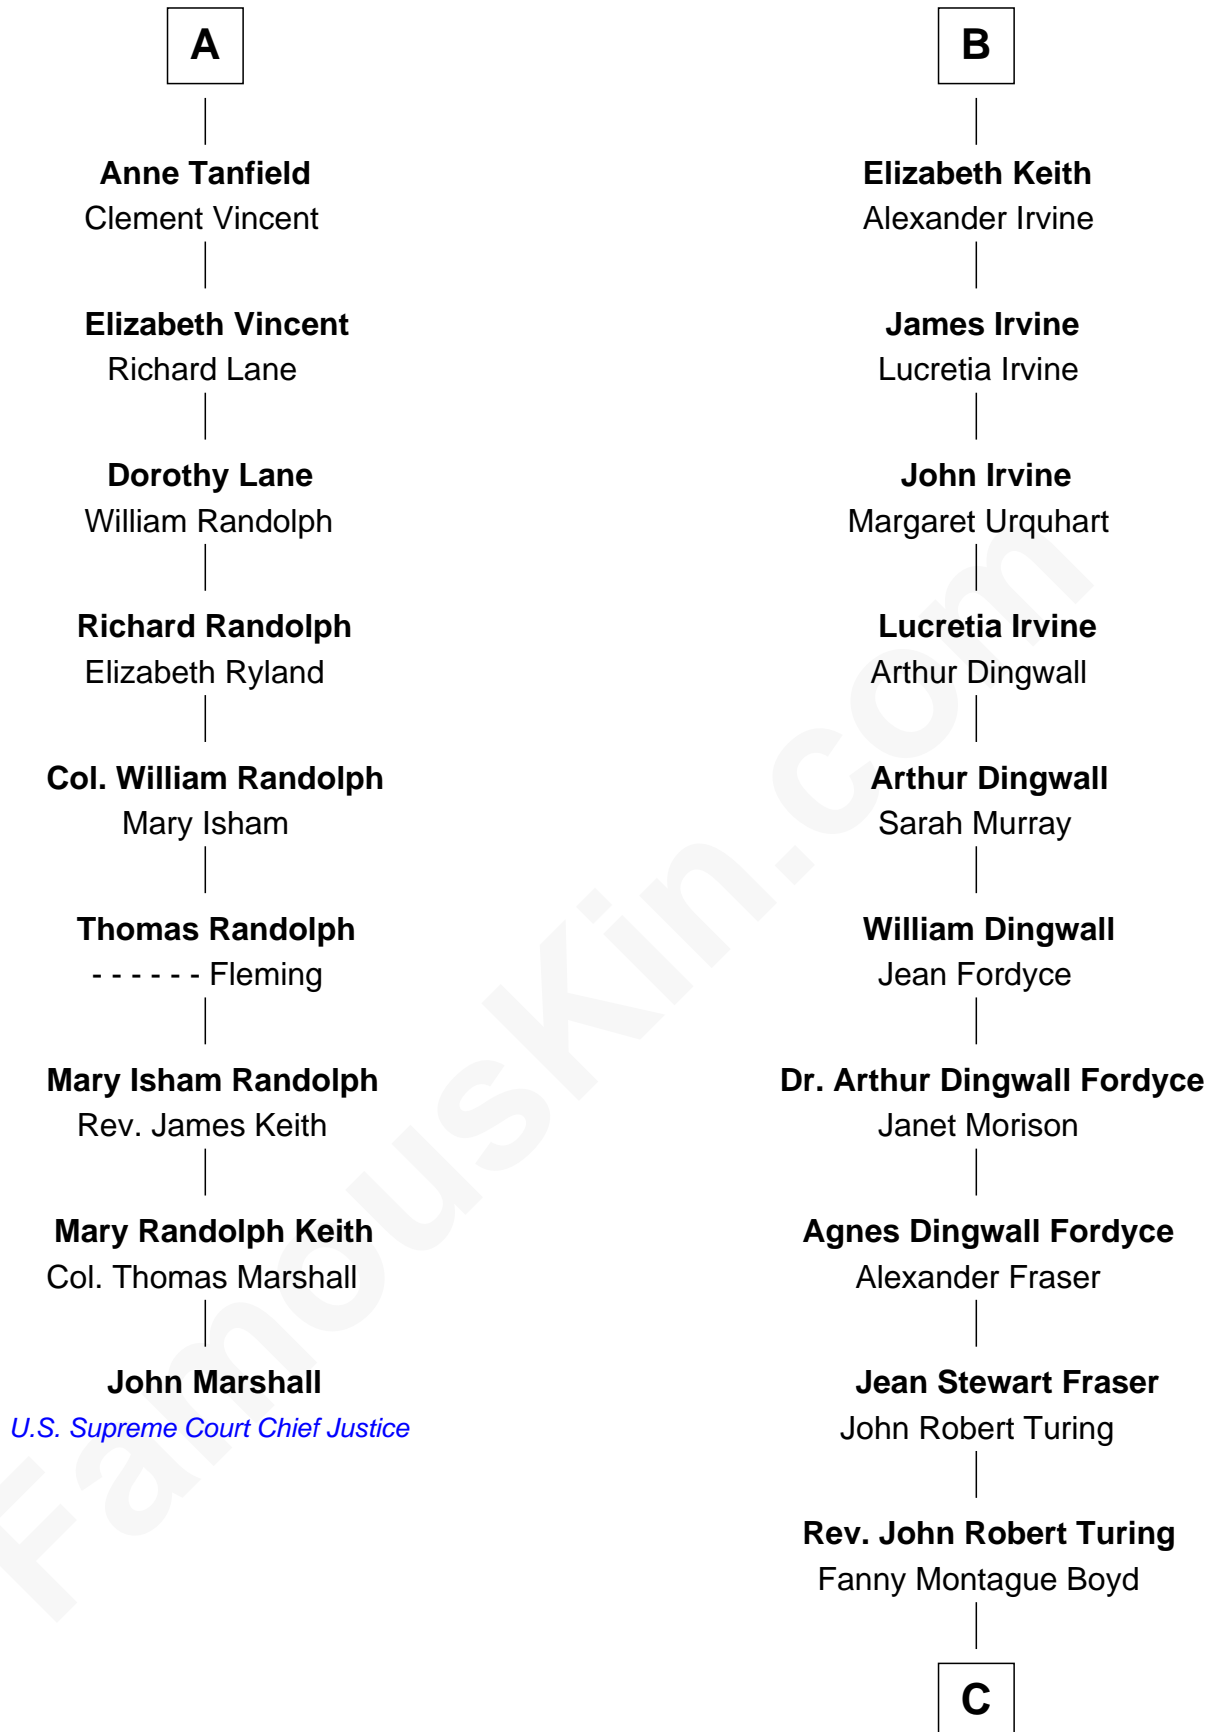 A
Anne Tanfield
Clement Vincent
Elizabeth Vincent
Richard Lane
Dorothy Lane
William Randolph
Richard Randolph
Elizabeth Ryland
Col. William Randolph
Mary Isham
Thomas Randolph
- - - - - - Fleming
Mary Isham Randolph
Rev. James Keith
Mary Randolph Keith
Col. Thomas Marshall
John Marshall
U.S. Supreme Court Chief Justice
B
Elizabeth Keith
Alexander Irvine
James Irvine
Lucretia Irvine
John Irvine
Margaret Urquhart
Lucretia Irvine
Arthur Dingwall
Arthur Dingwall
Sarah Murray
William Dingwall
Jean Fordyce
Dr. Arthur Dingwall Fordyce
Janet Morison
Agnes Dingwall Fordyce
Alexander Fraser
Jean Stewart Fraser
John Robert Turing
Rev. John Robert Turing
Fanny Montague Boyd
C
FamousKin.com